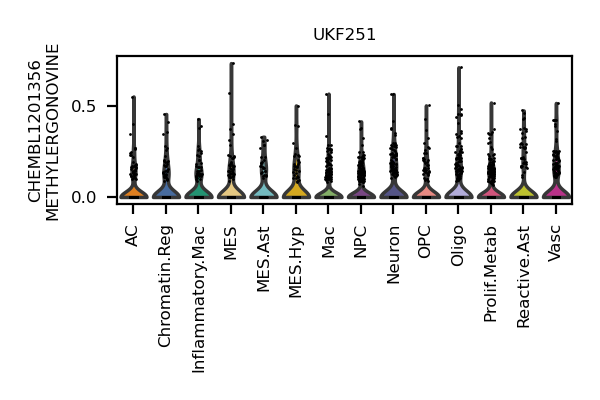 UKF251
CHEMBL1201356
METHYLERGONOVINE
0.5
0.0
AC
Chromatin.Reg
Inflammatory.Mac
MES
MES.Ast
MES.Hyp
Mac
NPC
Neuron
OPC
Oligo
Prolif.Metab
Reactive.Ast
Vasc